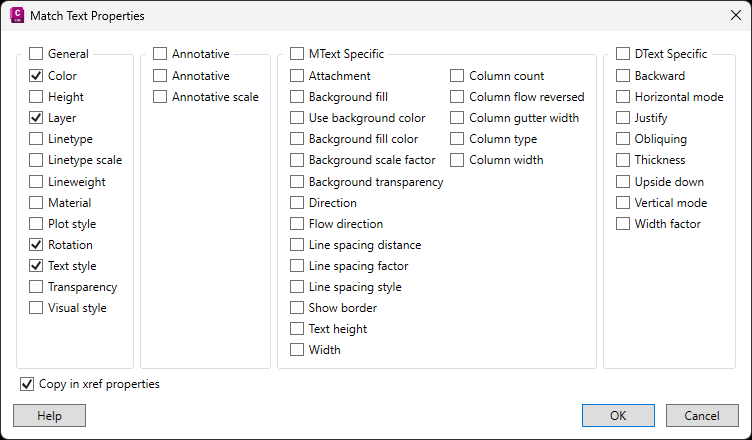 Match Text Properties
General
Color
Height
Layer
Linetype
Linetype scale
Lineweight
Material
Plot style
Rotation
Text style
Transparency
Visual style
Annotative
Annotative
Annotative scale
MText Specific
Attachment
Background fill
Use background color
Background fill color
Background scale factor
Background transparency
Direction
Flow direction
Line spacing distance
Line spacing factor
Line spacing style
Show border
Text height
Width
Column count
Column flow reversed
Column gutter width
Column type
Column width
DText Specific
Backward
Horizontal mode
Justify
Obliquing
Thickness
Upside down
Vertical mode
Width factor
Copy in xref properties
Help
OK
Cancel